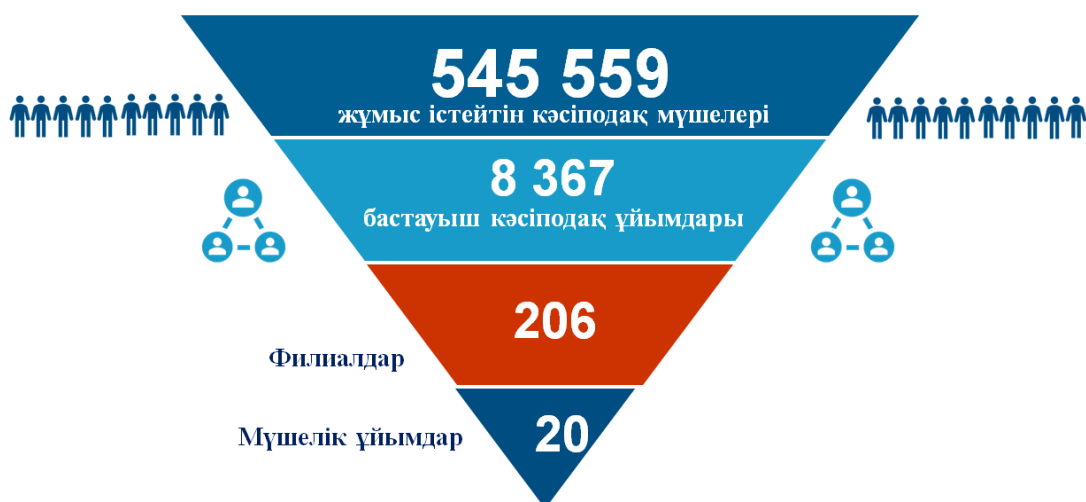 545 559
жұмыс істейтін кәсіподақ мүшелері
8 367
бастауыш кәсіподақ ұйымдары
206
Филиалдар
Мүшелік ұйымдар
20